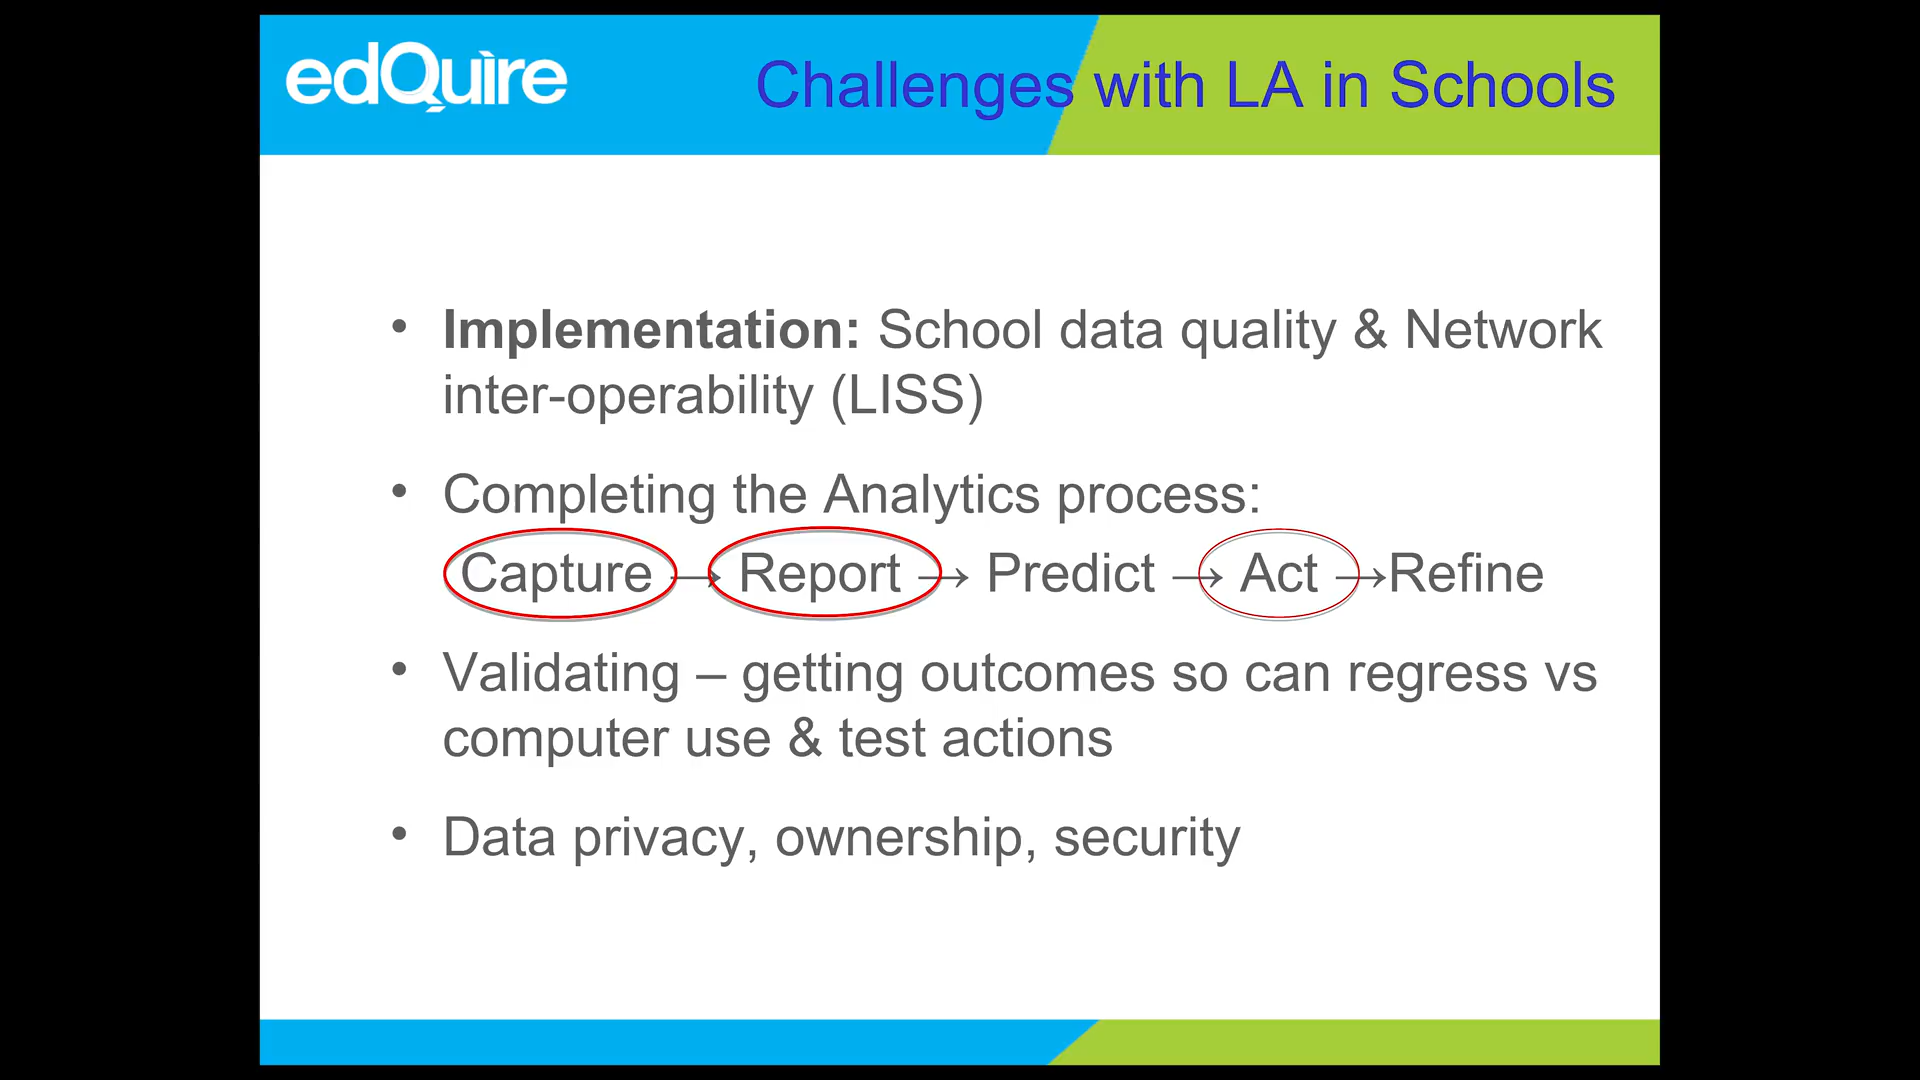 edQuire
Challenges with LA in Schools
• Implementation: School data quality & Network
inter-operability (LISS)
• Completing the Analytics process:
Capture → Report → Predict → Act →Refine
• Validating – getting outcomes so can regress vs
computer use & test actions
• Data privacy, ownership, security